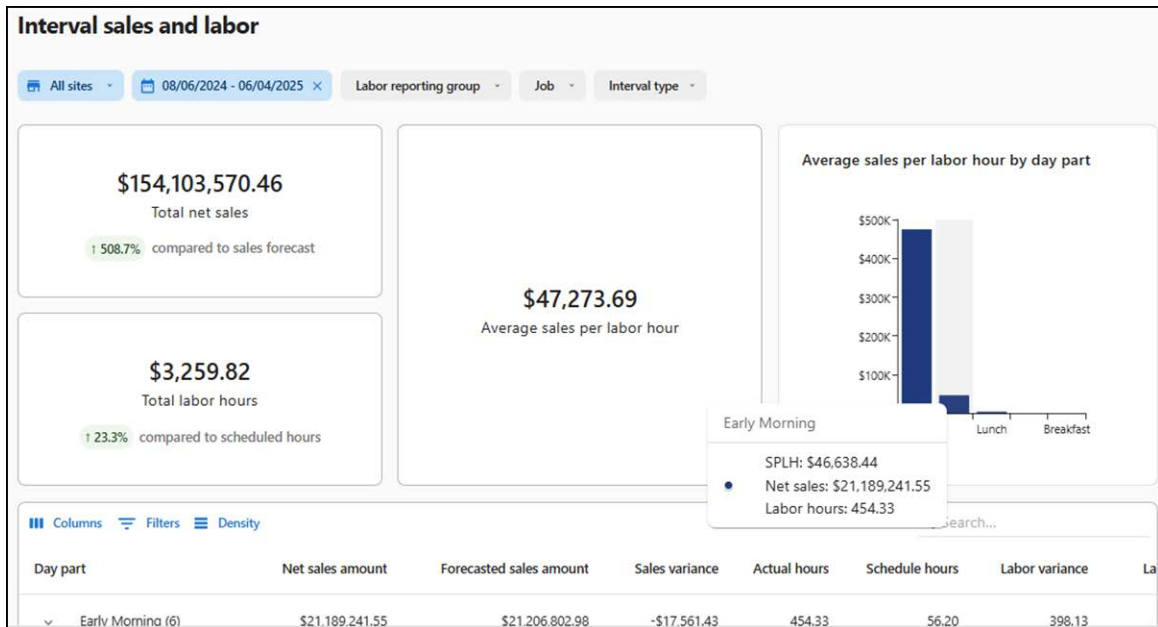 Interval sales and labor
All sites
08/06/2024 - 06/04/2025 ×
Labor reporting group
Job
Interval type
$154,103,570.46
Total net sales
↑ 508.7% compared to sales forecast
$3,259.82
Total labor hours
↑ 23.3% compared to scheduled hours
$47,273.69
Average sales per labor hour
Average sales per labor hour by day part
$500K
$400K
$300K
$200K
$100K
Lunch Breakfast
Early Morning
SPLH: $46,638.44
Net sales: $21,189,241.55
Labor hours: 454.33
Columns Filters Density
Search...
Day part Net sales amount Forecasted sales amount Sales variance Actual hours Schedule hours Labor variance La
Early Morning (6) $21,189,241.55 $21,206,802.98 -$17,561.43 454.33 56.20 398.13